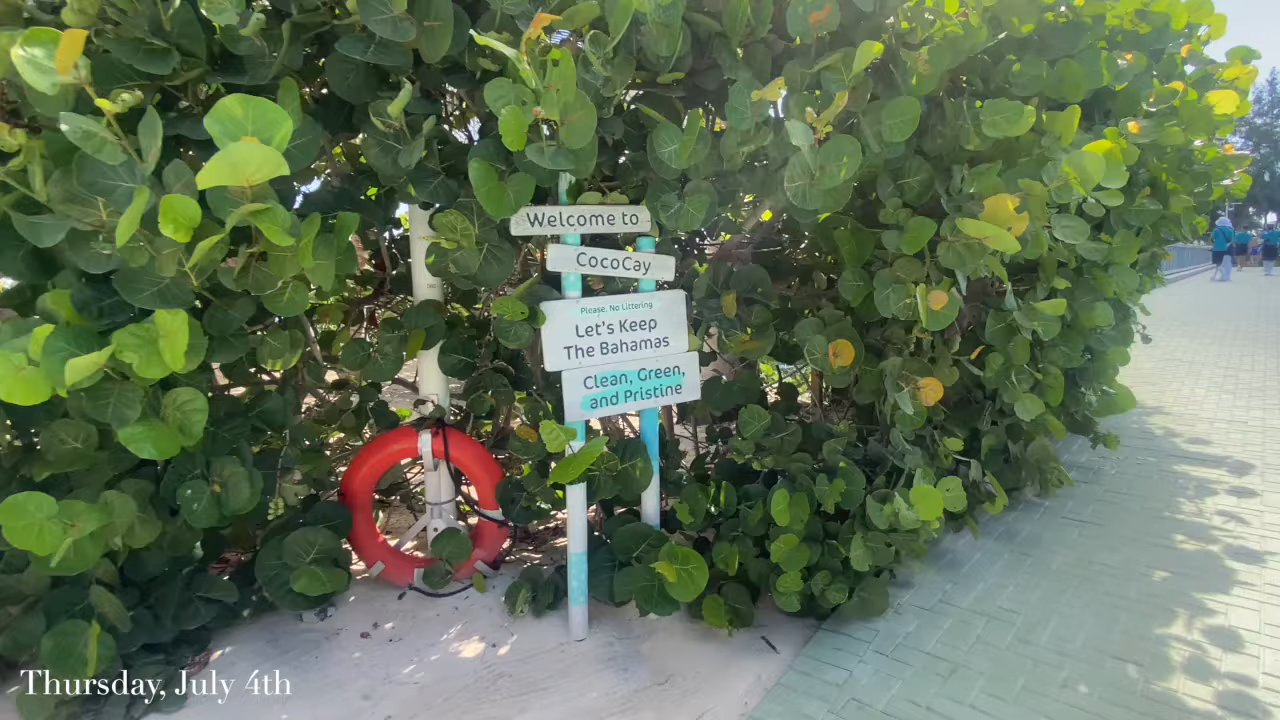 Welcome to
CocoCay
Please, No Littering
Let's Keep
The Bahamas
Clean, Green,
and Pristine
Thursday, July 4th